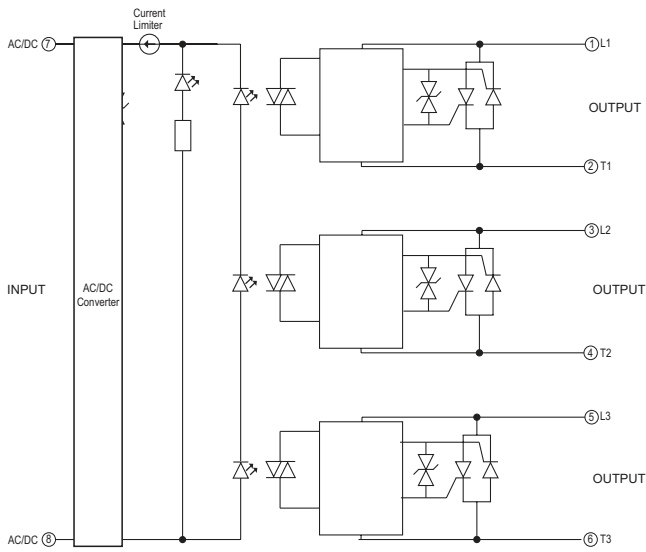 Current
Limiter
AC/DC 7
1 L1
OUTPUT
2 T1
3 L2
INPUT
AC/DC
Converter
OUTPUT
4 T2
5 L3
OUTPUT
AC/DC 8
6 T3